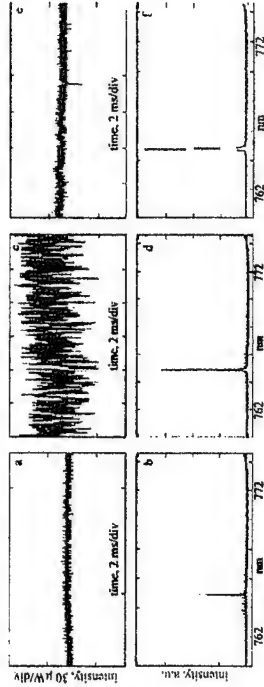 intensity, 30 µW/div.
a
time, 2 ms/div
c
time, 2 ms/div
e
time, 2 ms/div
intensity, a.u.
b
762
nm
772
d
762
nm
772
f
762
nm
772